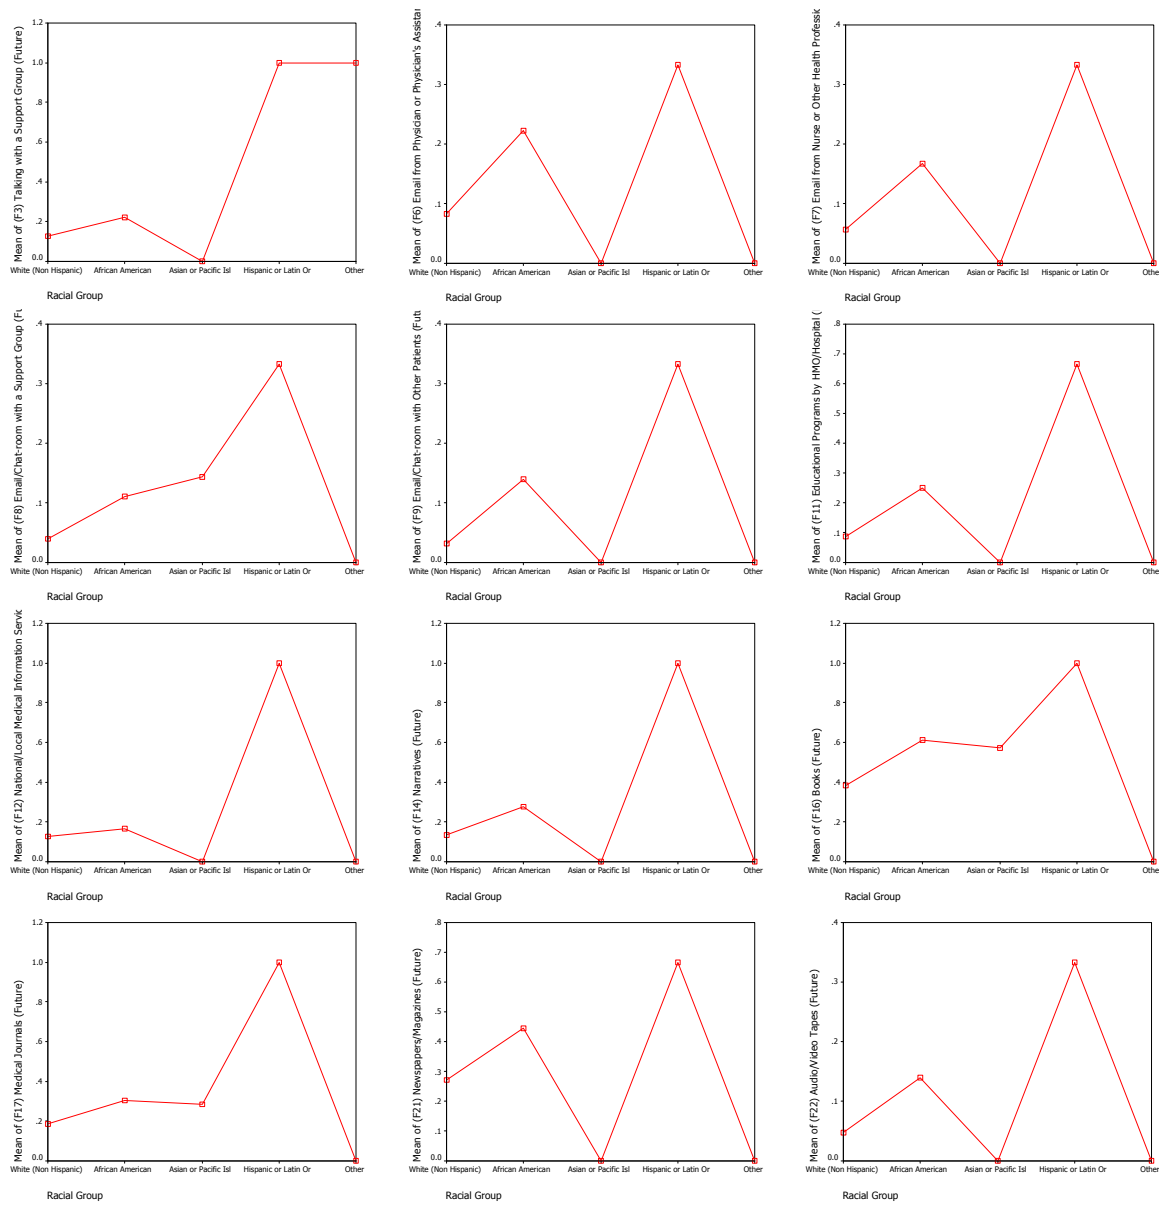 Mean of (F3) Talking with a Support Group (Future)
1.2
1.0
.8
.6
.4
.2
0.0
White (Non Hispanic) African American Asian or Pacific Isl Hispanic or Latin Or Other
Racial Group
Mean of (F6) Email from Physician or Physician's Assistan
.4
.3
.2
.1
0.0
White (Non Hispanic) African American Asian or Pacific Isl Hispanic or Latin Or Other
Racial Group
Mean of (F7) Email from Nurse or Other Health Professio
.4
.3
.2
.1
0.0
White (Non Hispanic) African American Asian or Pacific Isl Hispanic or Latin Or Other
Racial Group
Mean of (F8) Email/Chat-room with a Support Group (Fu
.4
.3
.2
.1
0.0
White (Non Hispanic) African American Asian or Pacific Isl Hispanic or Latin Or Other
Racial Group
Mean of (F9) Email/Chat-room with Other Patients (Futu
.4
.3
.2
.1
0.0
White (Non Hispanic) African American Asian or Pacific Isl Hispanic or Latin Or Other
Racial Group
Mean of (F11) Educational Programs by HMO/Hospital (
.8
.7
.6
.5
.4
.3
.2
.1
0.0
White (Non Hispanic) African American Asian or Pacific Isl Hispanic or Latin Or Other
Racial Group
Mean of (F12) National/Local Medical Information Servic
1.2
1.0
.8
.6
.4
.2
0.0
White (Non Hispanic) African American Asian or Pacific Isl Hispanic or Latin Or Other
Racial Group
Mean of (F14) Narratives (Future)
1.2
1.0
.8
.6
.4
.2
0.0
White (Non Hispanic) African American Asian or Pacific Isl Hispanic or Latin Or Other
Racial Group
Mean of (F16) Books (Future)
1.2
1.0
.8
.6
.4
.2
0.0
White (Non Hispanic) African American Asian or Pacific Isl Hispanic or Latin Or Other
Racial Group
Mean of (F17) Medical Journals (Future)
1.2
1.0
.8
.6
.4
.2
0.0
White (Non Hispanic) African American Asian or Pacific Isl Hispanic or Latin Or Other
Racial Group
Mean of (F21) Newspapers/Magazines (Future)
.8
.7
.6
.5
.4
.3
.2
.1
0.0
White (Non Hispanic) African American Asian or Pacific Isl Hispanic or Latin Or Other
Racial Group
Mean of (F22) Audio/Video Tapes (Future)
.4
.3
.2
.1
0.0
White (Non Hispanic) African American Asian or Pacific Isl Hispanic or Latin Or Other
Racial Group